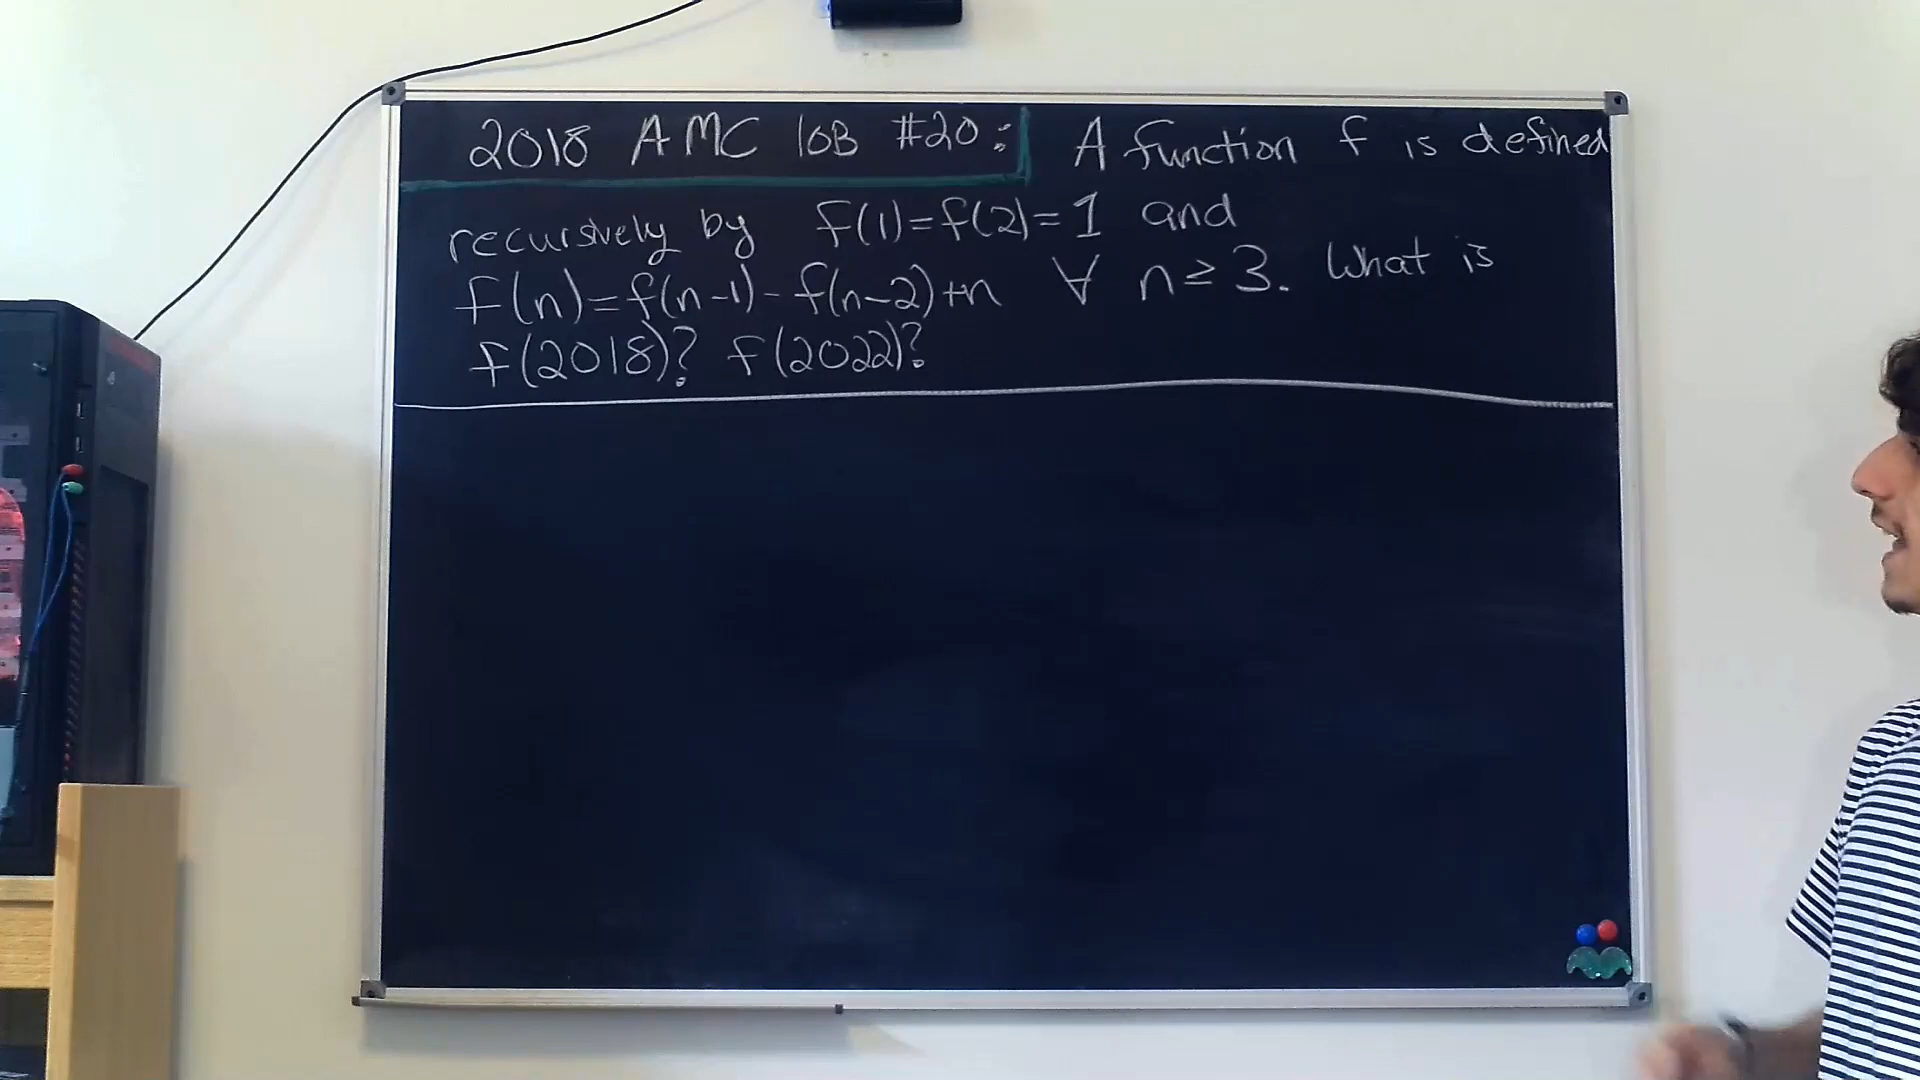 2018 AMC 10B #20: A function f is defined
recursively by f(1)=f(2)=1 and
f(n)=f(n-1)-f(n-2)+n ∀ n≥3. What is
f(2018)? f(2022)?